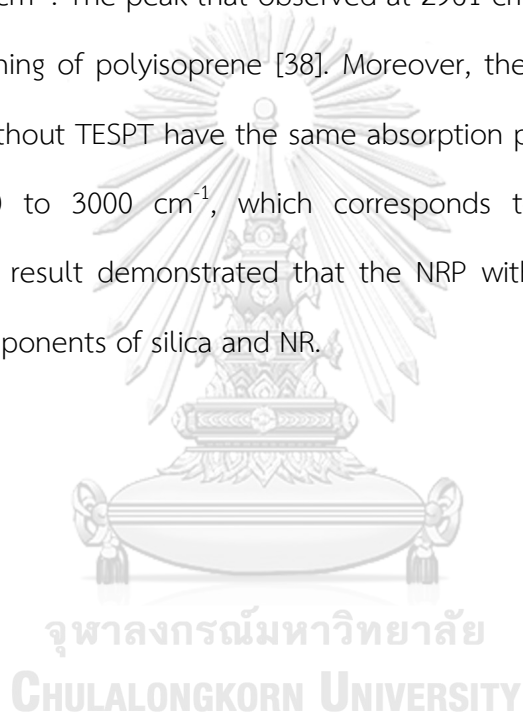 cm⁻¹. The peak that observed at 2961 cm
ning of polyisoprene [38]. Moreover, the
thout TESPT have the same absorption p
to 3000 cm⁻¹, which corresponds t
result demonstrated that the NRP with
ponents of silica and NR.
จุฬาลงกรณ์มหาวิทยาลัย
CHULALONGKORN UNIVERSITY